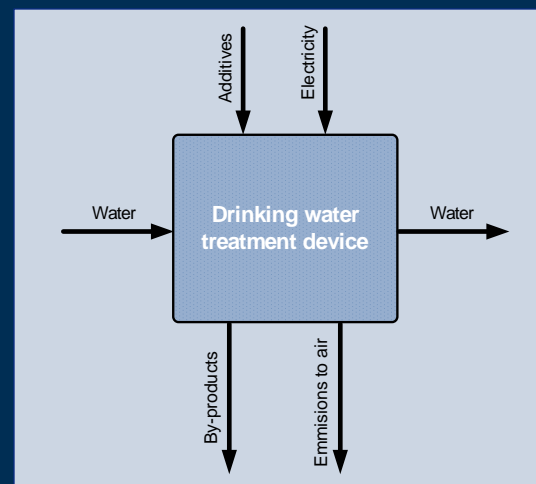 Additives
Electricity
Water
Drinking water
treatment device
Water
By-products
Emmisions to air